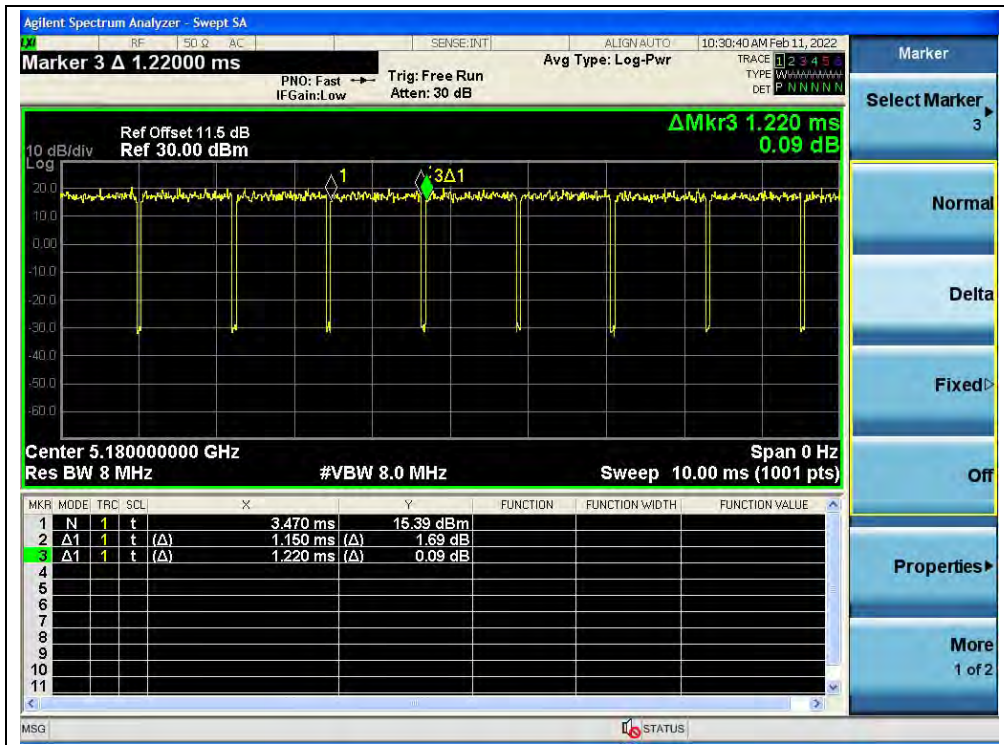 Agilent Spectrum Analyzer - Swept SA
LXI RF 50 Ω AC SENSE:INT ALIGN AUTO 10:30:40 AM Feb 11, 2022
Marker 3 Δ 1.22000 ms
PNO: Fast
IFGain:Low
Trig: Free Run
Atten: 30 dB
Avg Type: Log-Pwr
TRACE 1 2 3 4 5 6
TYPE W
DET P N N N N N
Ref Offset 11.5 dB
Ref 30.00 dBm
10 dB/div
Log
ΔMkr3 1.220 ms
0.09 dB
1
3Δ1
20.0
10.0
0.00
-10.0
-20.0
-30.0
-40.0
-50.0
-60.0
Center 5.180000000 GHz Span 0 Hz
Res BW 8 MHz #VBW 8.0 MHz Sweep 10.00 ms (1001 pts)
MKR MODE TRC SCL X Y FUNCTION FUNCTION WIDTH FUNCTION VALUE
1 N 1 t 3.470 ms 15.39 dBm
2 Δ1 1 t (Δ) 1.150 ms (Δ) 1.69 dB
3 Δ1 1 t (Δ) 1.220 ms (Δ) 0.09 dB
4
5
6
7
8
9
10
11
MSG STATUS
Marker
Select Marker
3
Normal
Delta
Fixed
Off
Properties
More
1 of 2